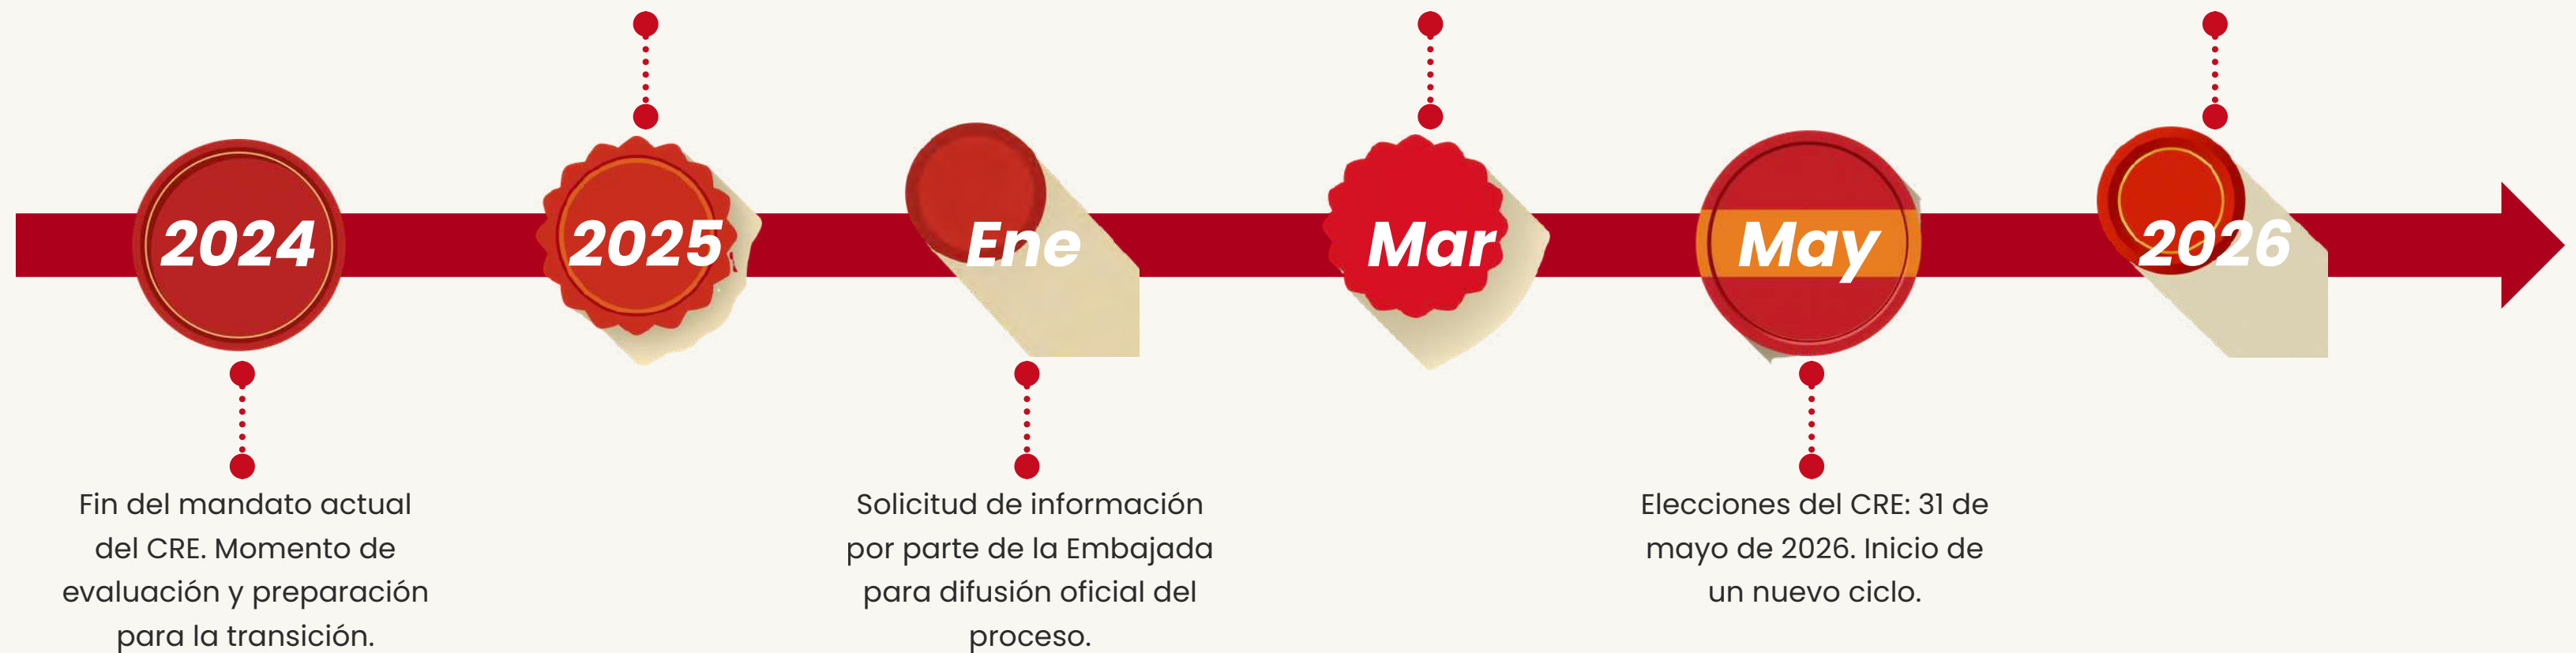 2024
2025
Ene
Mar
May
2026
Fin del mandato actual
del CRE. Momento de
evaluación y preparación
para la transición.
Solicitud de información
por parte de la Embajada
para difusión oficial del
proceso.
Elecciones del CRE: 31 de
mayo de 2026. Inicio de
un nuevo ciclo.